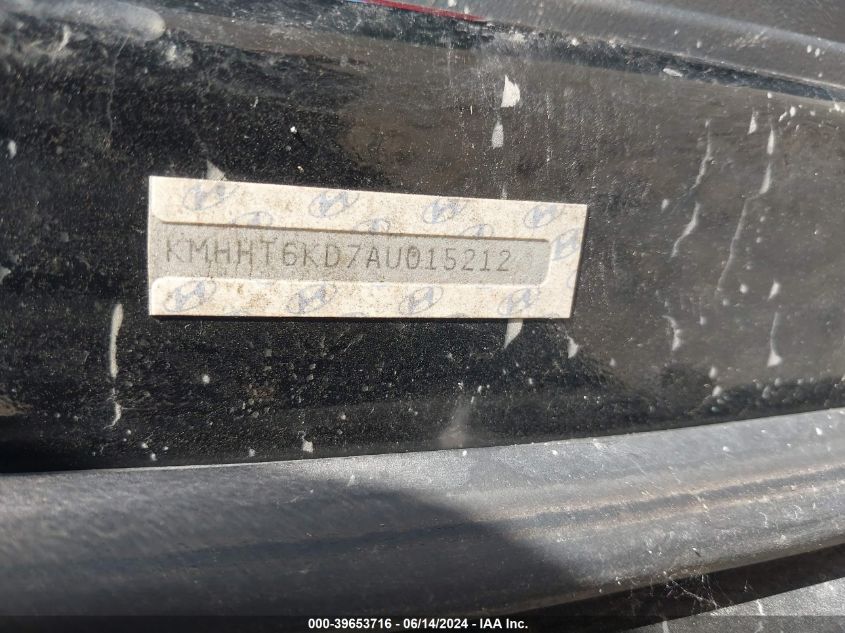 KMHHT6KD7AU015212
000-39653716 • 06/14/2024 • IAA Inc.